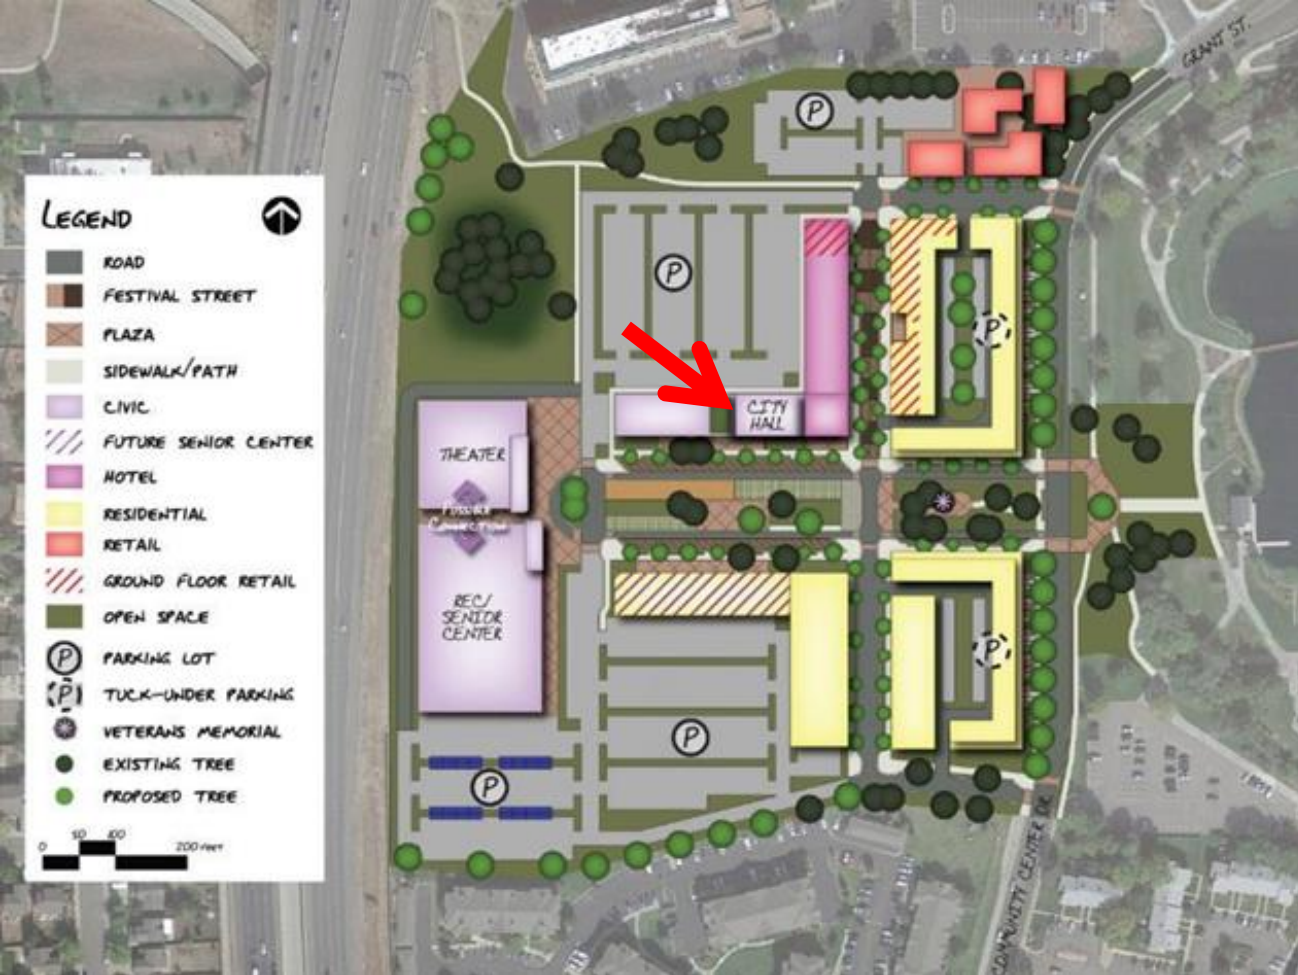 GRANT ST.
P
LEGEND
ROAD
FESTIVAL STREET
PLAZA
SIDEWALK/PATH
CIVIC
FUTURE SENIOR CENTER
HOTEL
RESIDENTIAL
RETAIL
GROUND FLOOR RETAIL
OPEN SPACE
P
PARKING LOT
P
TUCK-UNDER PARKING
VETERANS MEMORIAL
EXISTING TREE
PROPOSED TREE
0 50 100 200 FEET
P
P
CITY
HALL
THEATER
POSSIBLE
CONNECTION
REC/
SENIOR
CENTER
P
P
P
COMMUNITY CENTER DR.